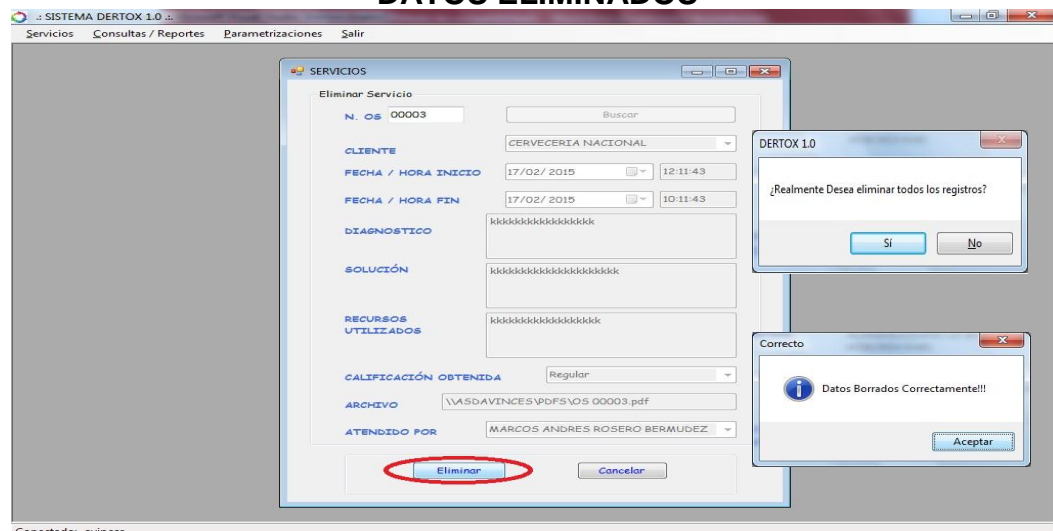 DATOS ELIMINADOS
.: SISTEMA DERTOX 1.0 :.
Servicios Consultas / Reportes Parametrizaciones Salir
SERVICIOS
Eliminar Servicio
N. OS 00003 Buscar
CLIENTE CERVECERIA NACIONAL
FECHA / HORA INICIO 17/02/ 2015 12:11:43
FECHA / HORA FIN 17/02/ 2015 10:11:43
DIAGNOSTICO kkkkkkkkkkkkkkkkk
SOLUCIÓN kkkkkkkkkkkkkkkkkkkkk
RECURSOS UTILIZADOS kkkkkkkkkkkkkkkkkk
CALIFICACIÓN OBTENIDA Regular
ARCHIVO \\ASDAVINCES\PDFS\OS 00003.pdf
ATENDIDO POR MARCOS ANDRES ROSERO BERMUDEZ
Eliminar Cancelar
DERTOX 1.0
¿Realmente Desea eliminar todos los registros?
Sí No
Correcto
Datos Borrados Correctamente!!!
Aceptar